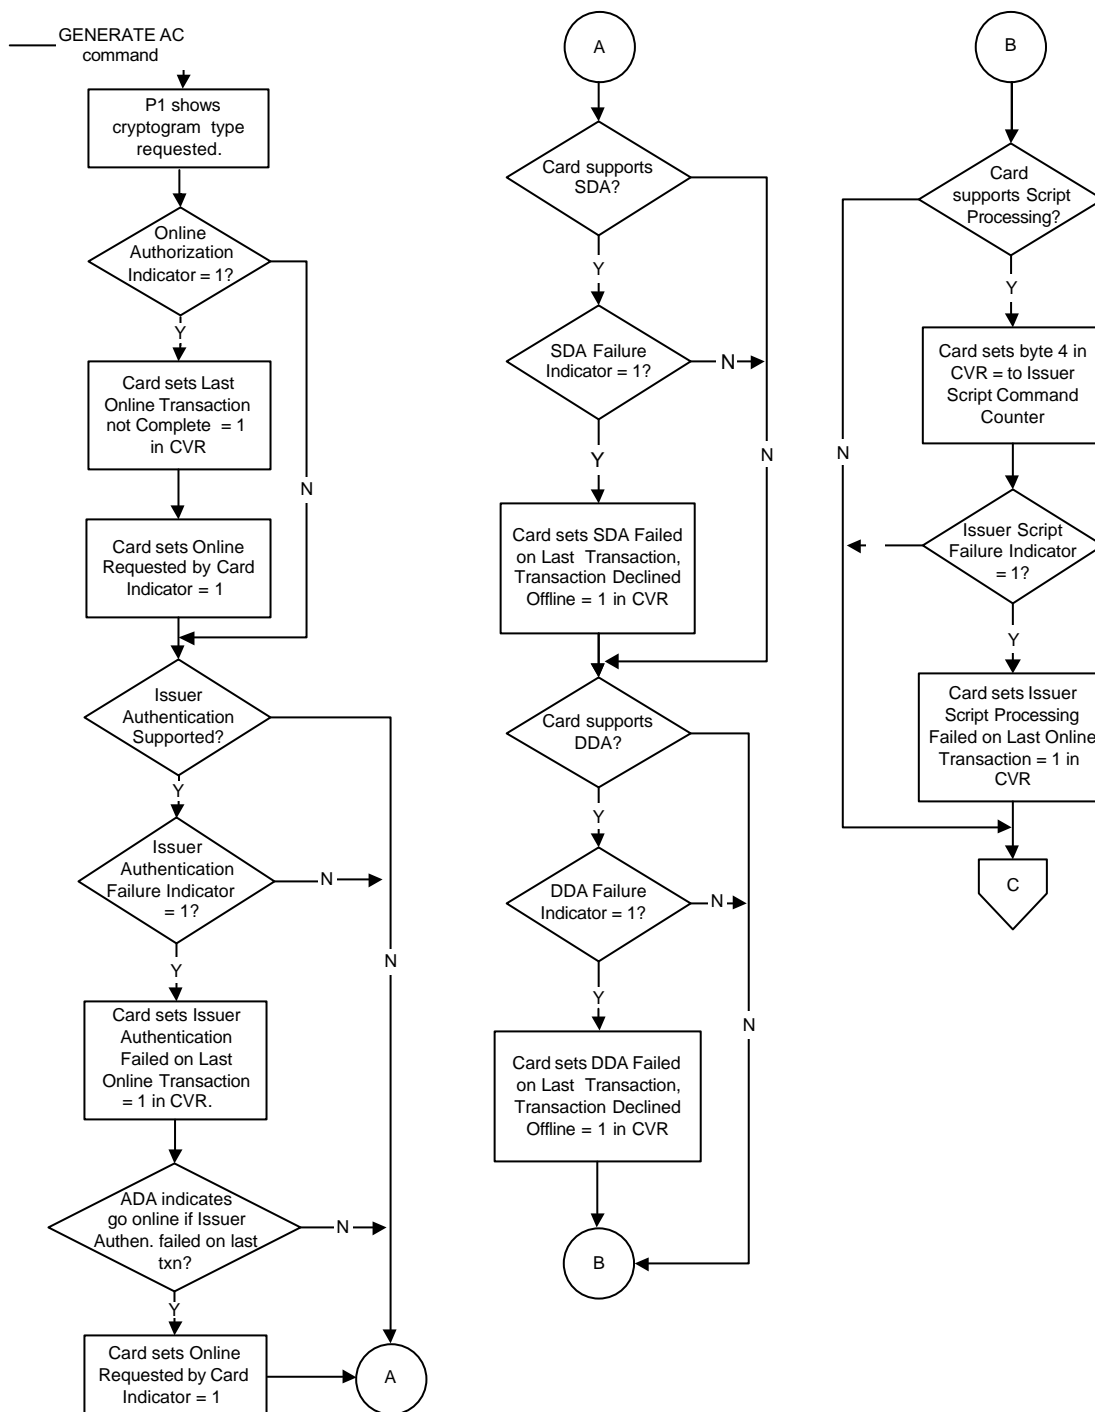 GENERATE AC
command
P1 shows
cryptogram type
requested.
Online
Authorization
Indicator = 1?
Y
N
Card sets Last
Online Transaction
not Complete = 1
in CVR
Card sets Online
Requested by Card
Indicator = 1
Issuer
Authentication
Supported?
Y
Issuer
Authentication
Failure Indicator
= 1?
N
Y
N
Card sets Issuer
Authentication
Failed on Last
Online Transaction
= 1 in CVR.
ADA indicates
go online if Issuer
Authen. failed on last
txn?
N
Y
Card sets Online
Requested by Card
Indicator = 1
A
A
Card supports
SDA?
Y
SDA Failure
Indicator = 1?
N
Y
N
Card sets SDA Failed
on Last Transaction,
Transaction Declined
Offline = 1 in CVR
Card supports
DDA?
Y
DDA Failure
Indicator = 1?
N
Y
N
Card sets DDA Failed
on Last Transaction,
Transaction Declined
Offline = 1 in CVR
B
B
Card
supports Script
Processing?
Y
Card sets byte 4 in
CVR = to Issuer
Script Command
Counter
N
Issuer Script
Failure Indicator
= 1?
Y
Card sets Issuer
Script Processing
Failed on Last Online
Transaction = 1 in
CVR
C